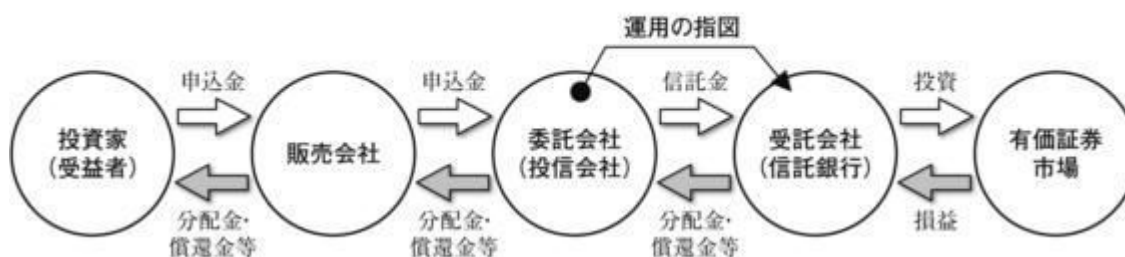 運用の指図
申込金
申込金
信託金
投資
投資家
(受益者)
販売会社
委託会社
(投信会社)
受託会社
(信託銀行)
有価証券
市場
分配金・
償還金等
分配金・
償還金等
分配金・
償還金等
損益